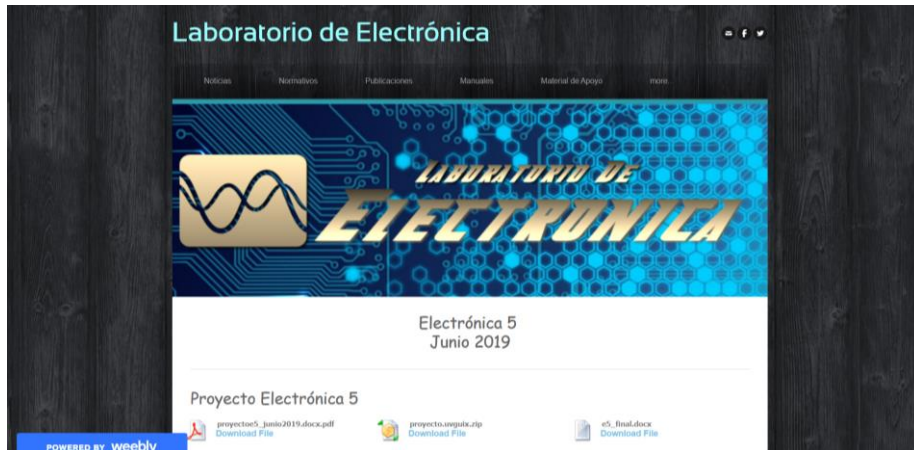 Laboratorio de Electrónica
Noticias Normativos Publicaciones Manuales Material de Apoyo more...
LABORATORIO DE
ELECTRONICA
Electrónica 5
Junio 2019
Proyecto Electrónica 5
proyectoe5_junio2019.docx.pdf proyecto.uvguix.zip e5_final.docx
Download File Download File Download File
POWERED BY weebly